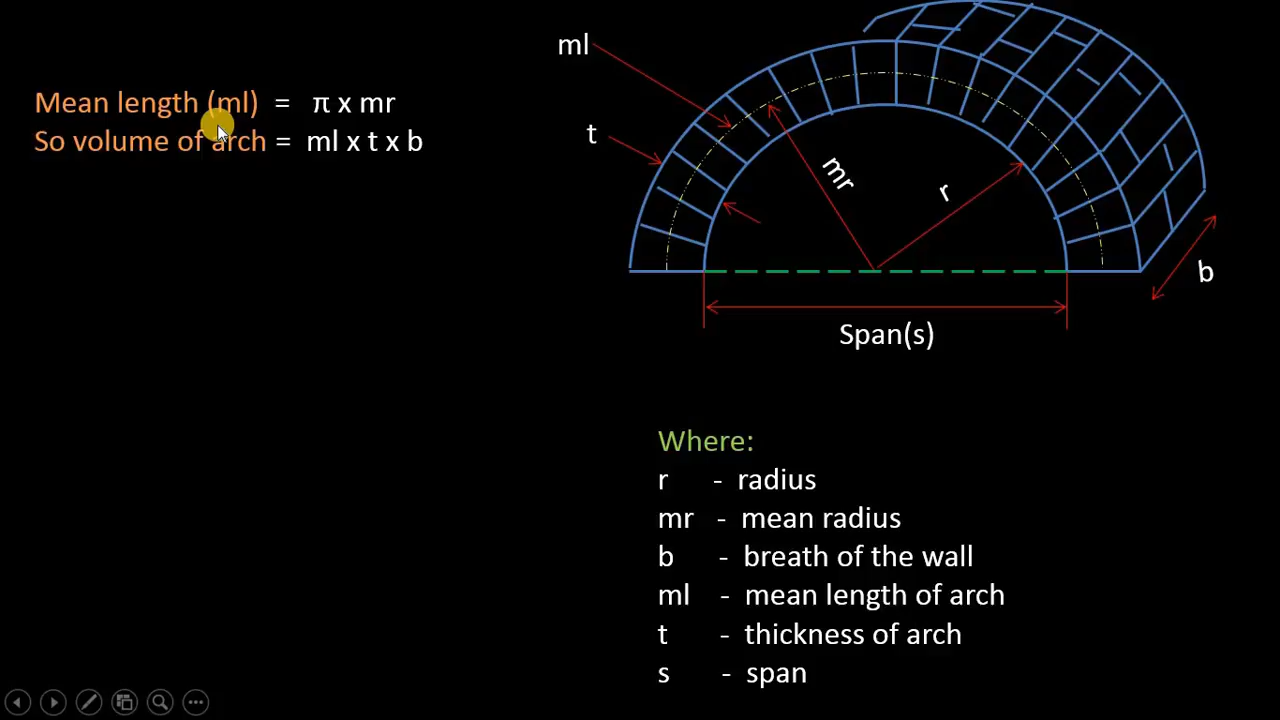 Mean length (ml) = π x mr
So volume of arch = ml x t x b
ml
t
mr
r
b
Span(s)
Where:
r - radius
mr - mean radius
b - breath of the wall
ml - mean length of arch
t - thickness of arch
s - span